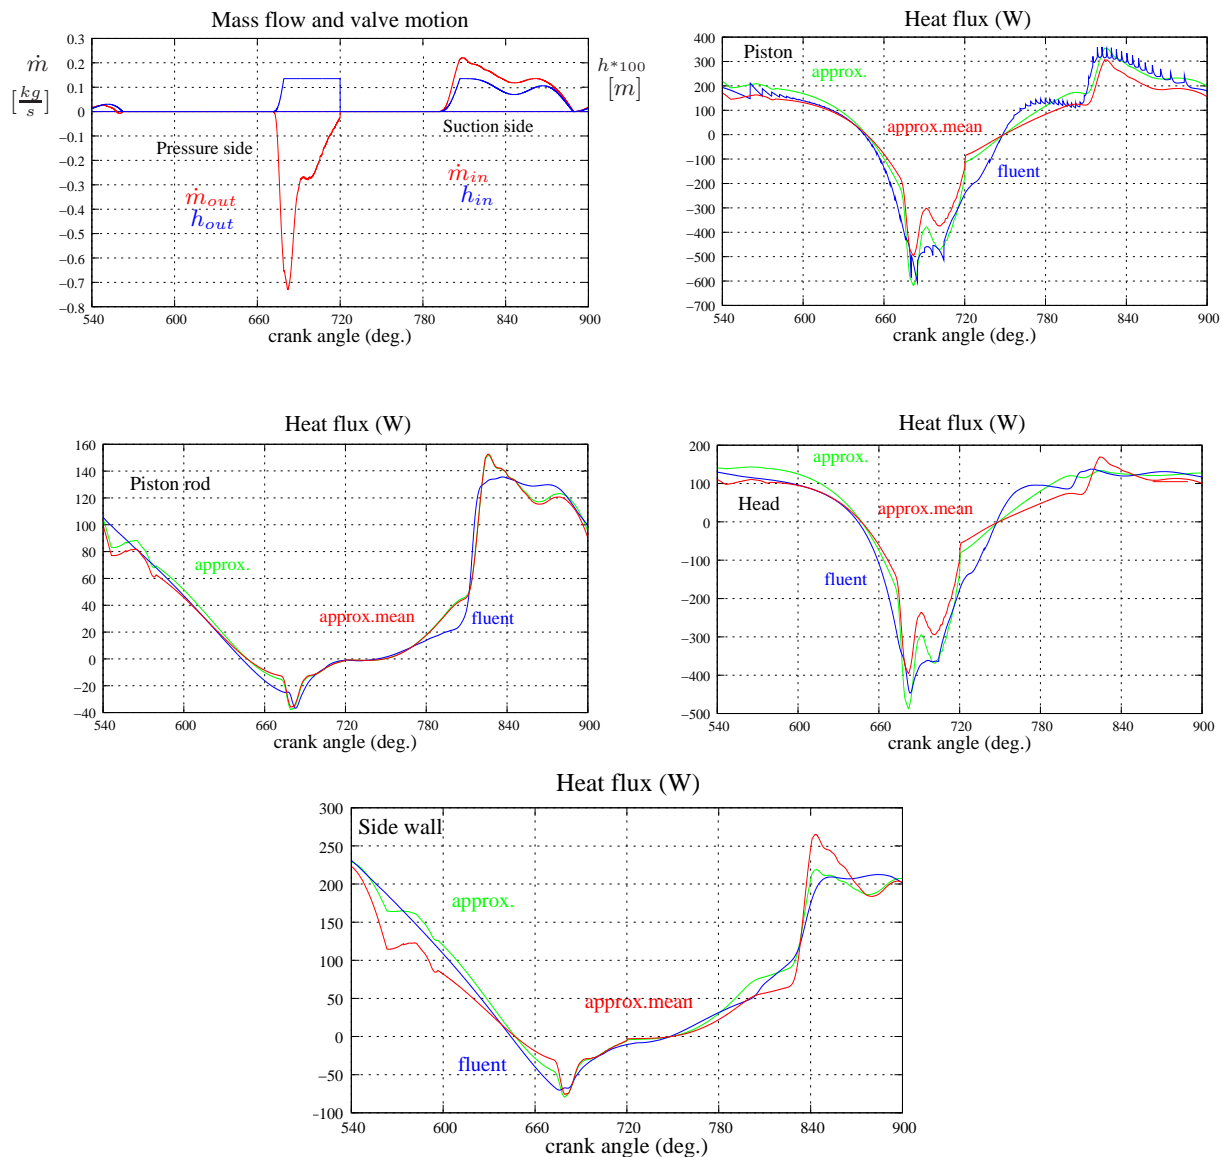 Mass flow and valve motion
ṁ
[kg/s]
0.3
0.2
0.1
0
−0.1
−0.2
−0.3
−0.4
−0.5
−0.6
−0.7
−0.8
Pressure side
Suction side
ṁout
hout
ṁin
hin
h*100
[m]
540 600 660 720 780 840 900
crank angle (deg.)
Heat flux (W)
400
300
200
100
0
−100
−200
−300
−400
−500
−600
−700
Piston
approx.
approx.mean
fluent
540 600 660 720 780 840 900
crank angle (deg.)
Heat flux (W)
160
140
120
100
80
60
40
20
0
−20
−40
Piston rod
approx.
approx.mean
fluent
540 600 660 720 780 840 900
crank angle (deg.)
Heat flux (W)
200
100
0
−100
−200
−300
−400
−500
approx.
Head
approx.mean
fluent
540 600 660 720 780 840 900
crank angle (deg.)
Heat flux (W)
300
250
200
150
100
50
0
−50
−100
Side wall
approx.
approx.mean
fluent
540 600 660 720 780 840 900
crank angle (deg.)